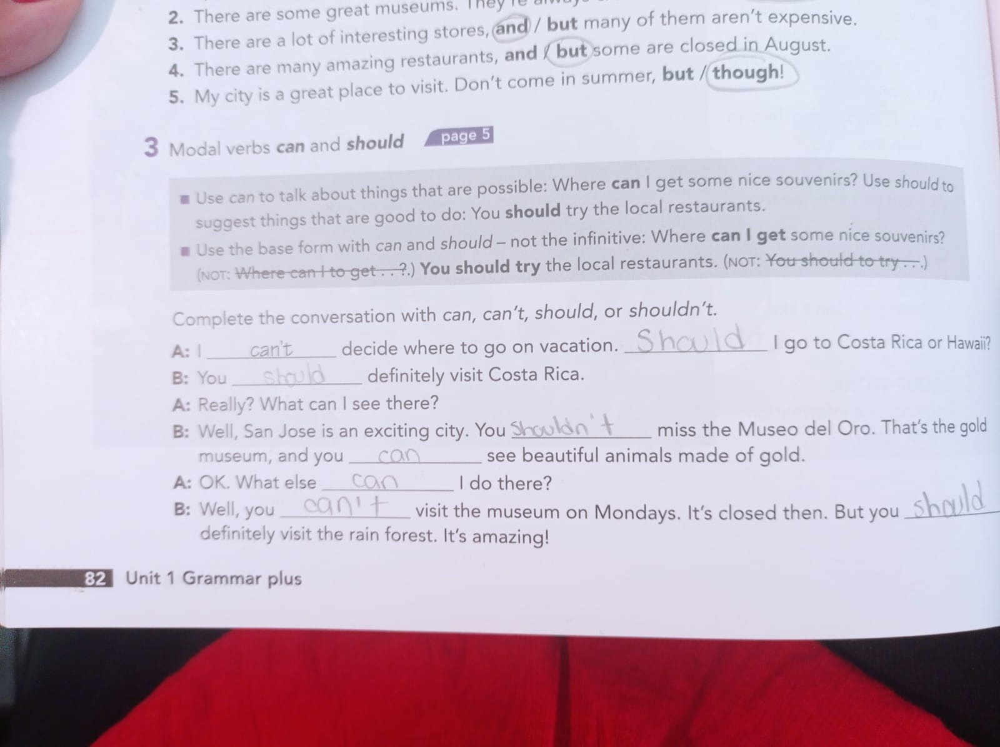 2. There are some great museums. They're always
3. There are a lot of interesting stores, and / but many of them aren't expensive.
4. There are many amazing restaurants, and / but some are closed in August.
5. My city is a great place to visit. Don't come in summer, but / though!
3 Modal verbs can and should page 5
■ Use can to talk about things that are possible: Where can I get some nice souvenirs? Use should to
suggest things that are good to do: You should try the local restaurants.
■ Use the base form with can and should – not the infinitive: Where can I get some nice souvenirs?
(NOT: Where can I to get . . .?.) You should try the local restaurants. (NOT: You should to try . . .)
Complete the conversation with can, can't, should, or shouldn't.
A: I can't decide where to go on vacation. Should I go to Costa Rica or Hawaii?
B: You should definitely visit Costa Rica.
A: Really? What can I see there?
B: Well, San Jose is an exciting city. You Shouldn't miss the Museo del Oro. That's the gold
museum, and you can see beautiful animals made of gold.
A: OK. What else can I do there?
B: Well, you can't visit the museum on Mondays. It's closed then. But you should
definitely visit the rain forest. It's amazing!
82 Unit 1 Grammar plus